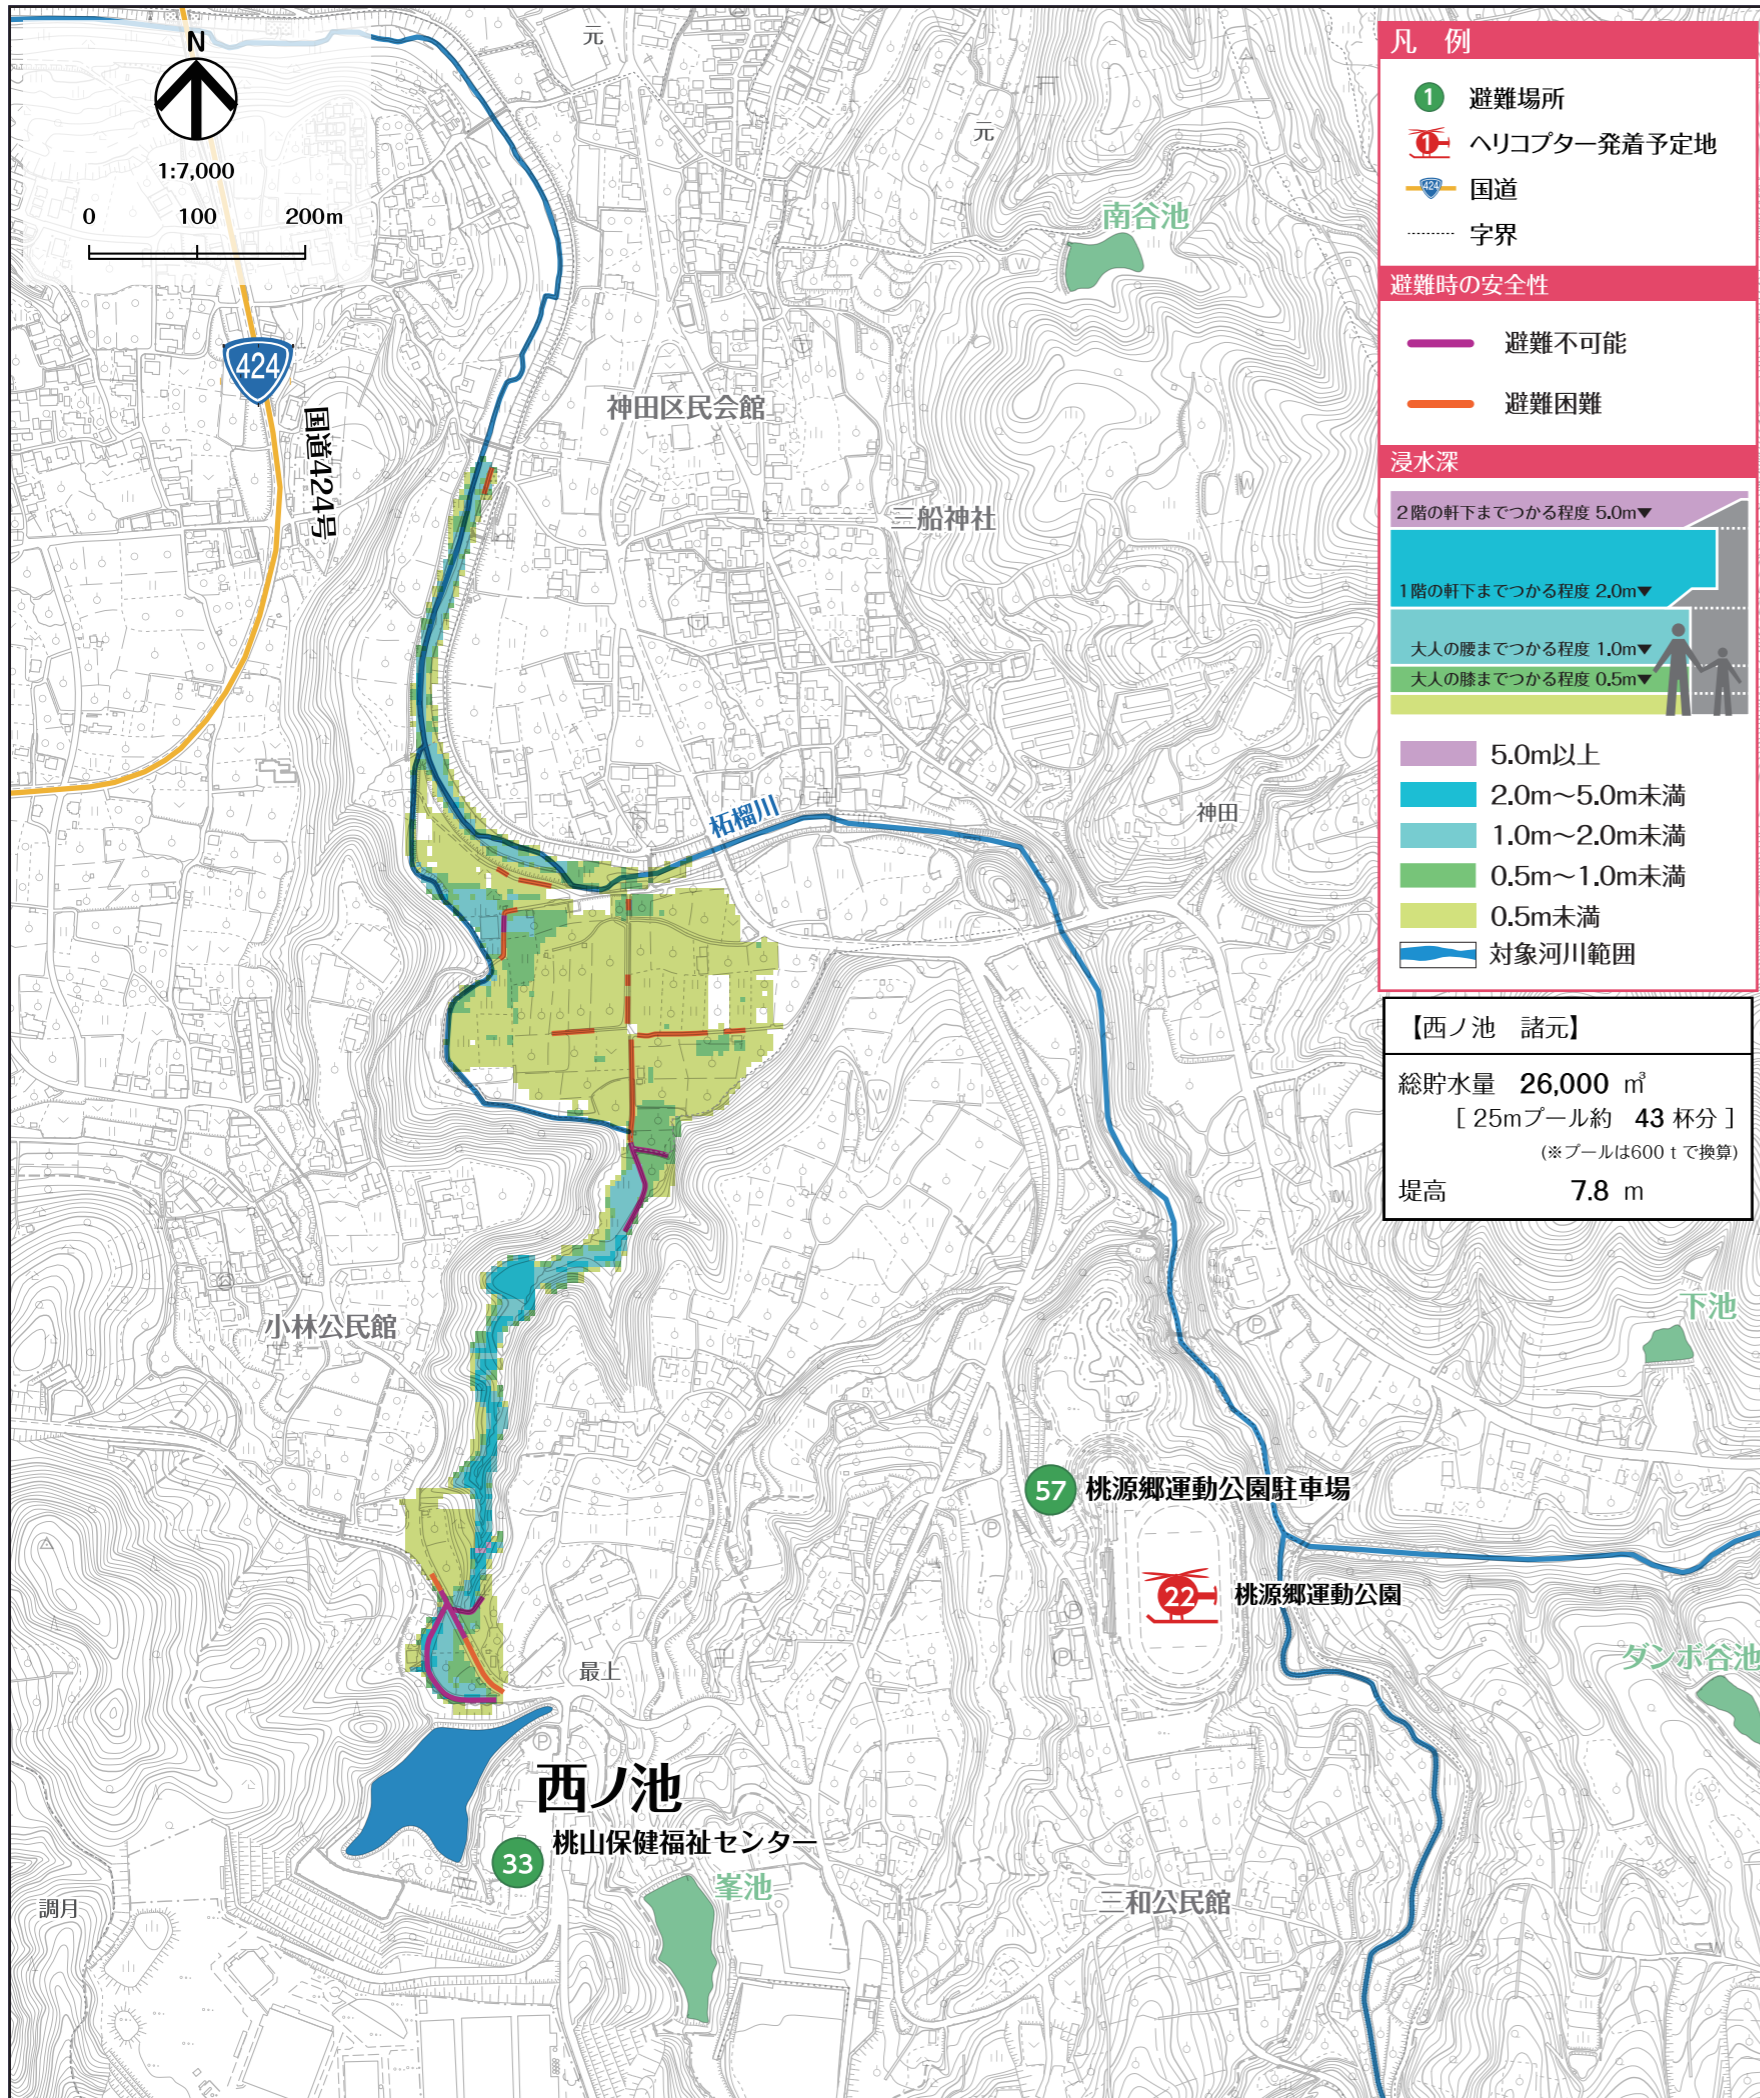 N
1:7,000
0 100 200m
元
元
南谷池
424
国道424号
神田区民会館
三船神社
柘榴川
神田
小林公民館
下池
57 桃源郷運動公園駐車場
22 桃源郷運動公園
ダンボ谷池
最上
西ノ池
33 桃山保健福祉センター
峯池
三和公民館
調月
凡 例
1 避難場所
1 ヘリコプター発着予定地
424 国道
字界
避難時の安全性
避難不可能
避難困難
浸水深
2階の軒下までつかる程度 5.0m▼
1階の軒下までつかる程度 2.0m▼
大人の腰までつかる程度 1.0m▼
大人の膝までつかる程度 0.5m▼
5.0m以上
2.0m〜5.0m未満
1.0m〜2.0m未満
0.5m〜1.0m未満
0.5m未満
対象河川範囲
【西ノ池 諸元】
総貯水量 26,000 ㎥
[ 25mプール約 43 杯分 ]
(※プールは600 t で換算)
堤高 7.8 m